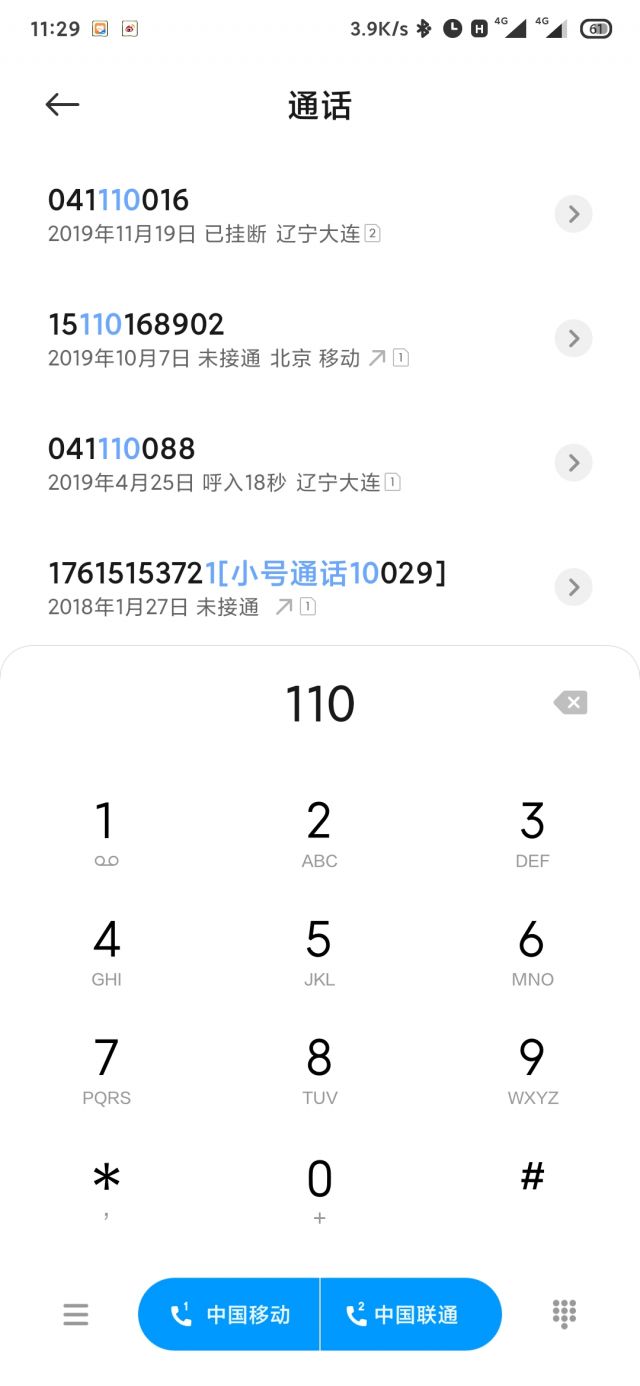 11:29
3.9K/s H 4G 4G 61
通话
041110016
2019年11月19日 已挂断 辽宁大连 2
15110168902
2019年10月7日 未接通 北京 移动 1
041110088
2019年4月25日 呼入18秒 辽宁大连 1
17615153721[小号通话10029]
2018年1月27日 未接通 1
110
1 2 3
ABC DEF
4 5 6
GHI JKL MNO
7 8 9
PQRS TUV WXYZ
* 0 #
, +
1 中国移动 2 中国联通